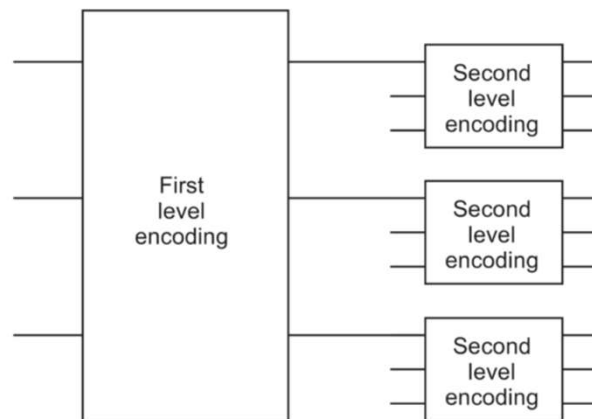 First
level
encoding
Second
level
encoding
Second
level
encoding
Second
level
encoding